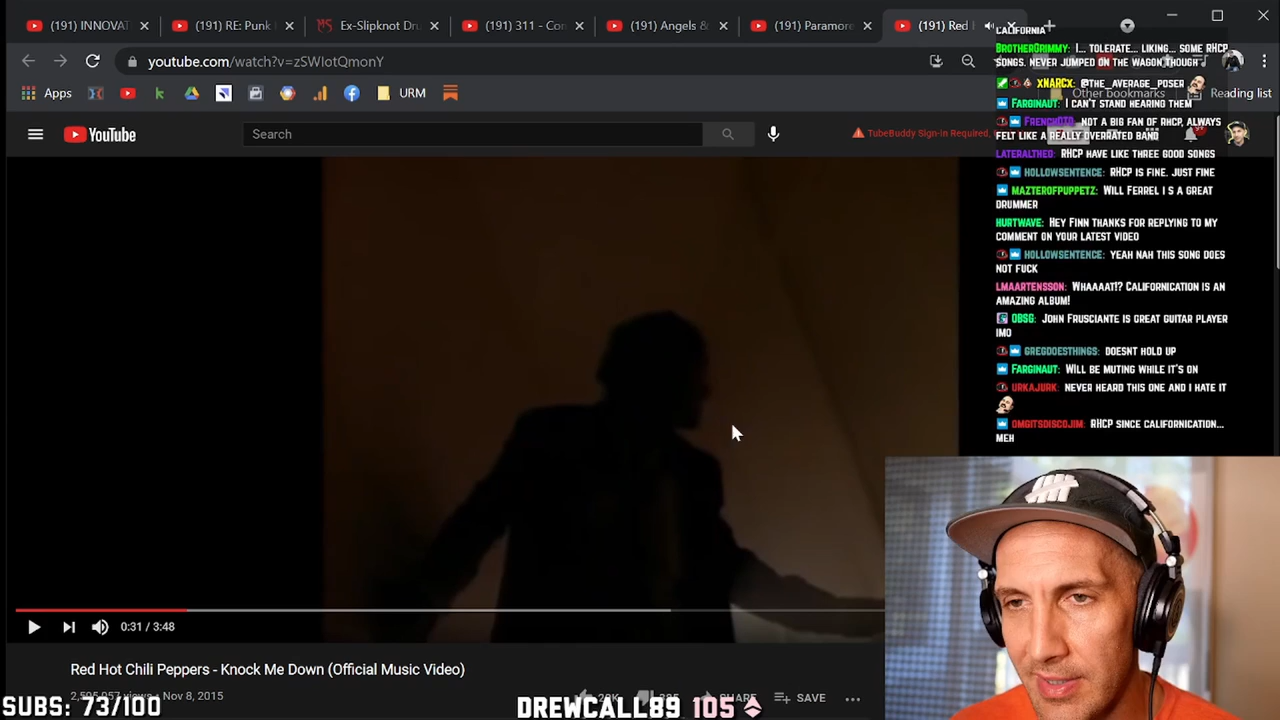 (191) INNOVAT
(191) RE: Punk
Ex-Slipknot Dru
(191) 311 - Con
(191) Angels &
(191) Paramore
(191) Red
youtube.com/watch?v=zSWIotQmonY
Apps
URM
Other bookmarks
Reading list
YouTube
Search
TubeBuddy Sign-In Required,
CALIFORNIA
BROTHERGRIMMY: I... TOLERATE... LIKING... SOME RHCP
SONGS. NEVER JUMPED ON THE WAGON THOUGH
XNARCX: @THE_AVERAGE_POSER
FARGINAUT: I CAN'T STAND HEARING THEM
NOT A BIG FAN OF RHCP, ALWAYS
FELT LIKE A REALLY OVERRATED BAND
LATERALTHEO: RHCP HAVE LIKE THREE GOOD SONGS
HOLLOWSENTENCE: RHCP IS FINE. JUST FINE
MAZTEROFPUPPETZ: WILL FERREL I S A GREAT
DRUMMER
HURTWAVE: HEY FINN THANKS FOR REPLYING TO MY
COMMENT ON YOUR LATEST VIDEO
HOLLOWSENTENCE: YEAH NAH THIS SONG DOES
NOT FUCK
LMAARTENSSON: WHAAAAT!? CALIFORNICATION IS AN
AMAZING ALBUM!
OBSG: JOHN FRUSCIANTE IS GREAT GUITAR PLAYER
IMO
GREGDOESTHINGS: DOESNT HOLD UP
FARGINAUT: WILL BE MUTING WHILE IT'S ON
URKAJURK: NEVER HEARD THIS ONE AND I HATE IT
OMGITSDISCOJIM: RHCP SINCE CALIFORNICATION...
MEH
0:31 / 3:48
Red Hot Chili Peppers - Knock Me Down (Official Music Video)
views • Nov 8, 2015
SHARE
SAVE
SUBS: 73/100
DREWCALL89 105